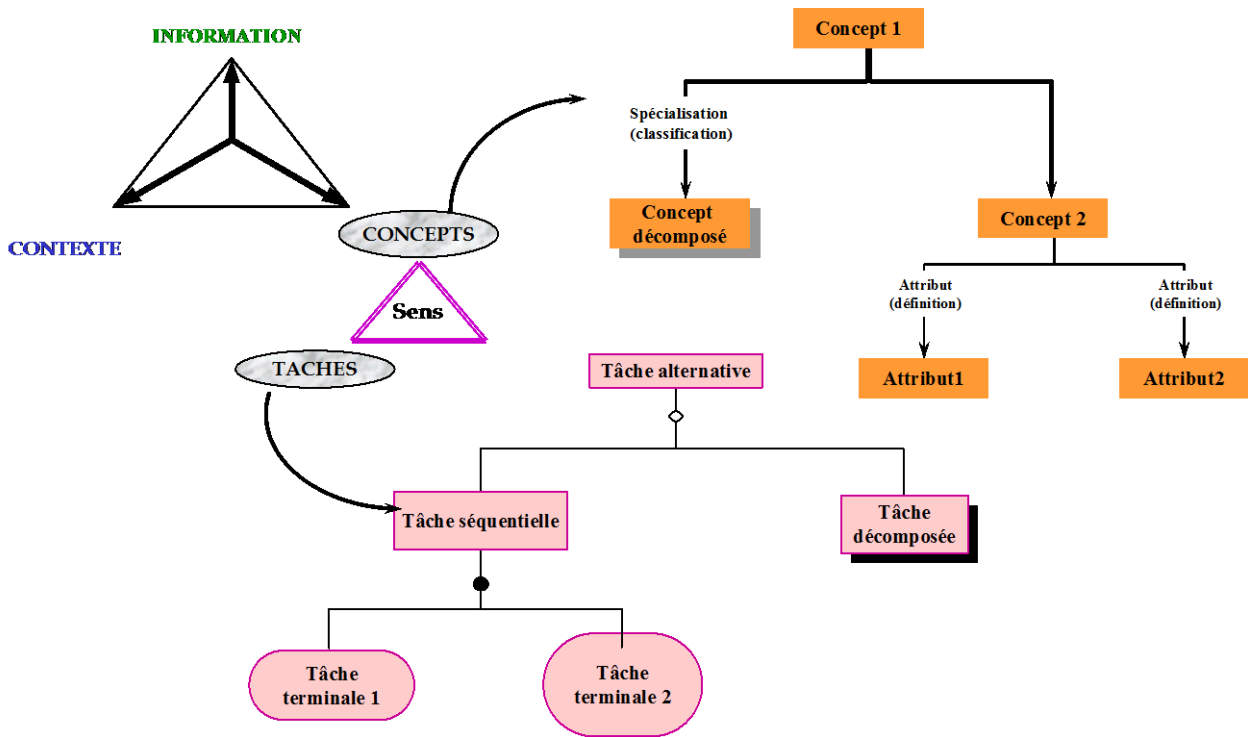 Concept 1
INFORMATION
Spécialisation
(classification)
Concept
décomposé
Concept 2
CONCEPTS
CONTEXTE
Attribut
(définition)
Attribut
(définition)
Sens
TACHES
Tâche alternative
Attribut1
Attribut2
Tâche séquentielle
Tâche
décomposée
Tâche
terminale 1
Tâche
terminale 2